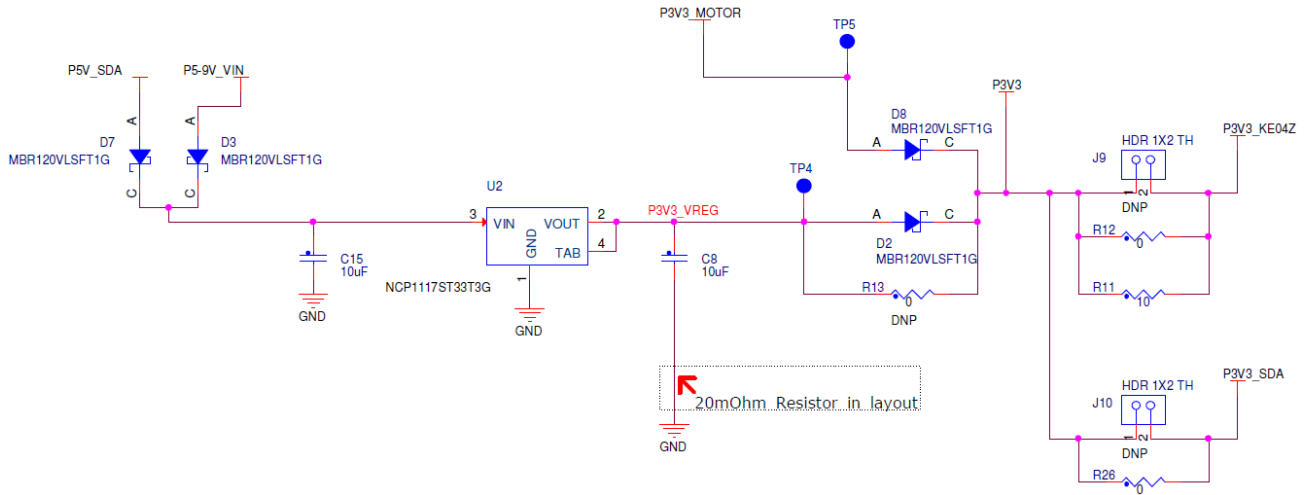 P3V3_MOTOR
TP5
P5V_SDA
P5-9V_VIN
P3V3
D8
MBR120VLSFT1G
P3V3_KE04Z
A
A
HDR 1X2 TH
D7
D3
J9
MBR120VLSFT1G
MBR120VLSFT1G
A
C
TP4
C
C
U2
1
2
DNP
3
VIN
VOUT
2
P3V3_VREG
A
C
R12
0
GND
TAB
4
D2
MBR120VLSFT1G
C15
10uF
C8
10uF
1
NCP1117ST33T3G
R13
0
R11
10
GND
DNP
GND
HDR 1X2 TH
P3V3_SDA
20mOhm Resistor in layout
J10
GND
1
2
DNP
R26
0